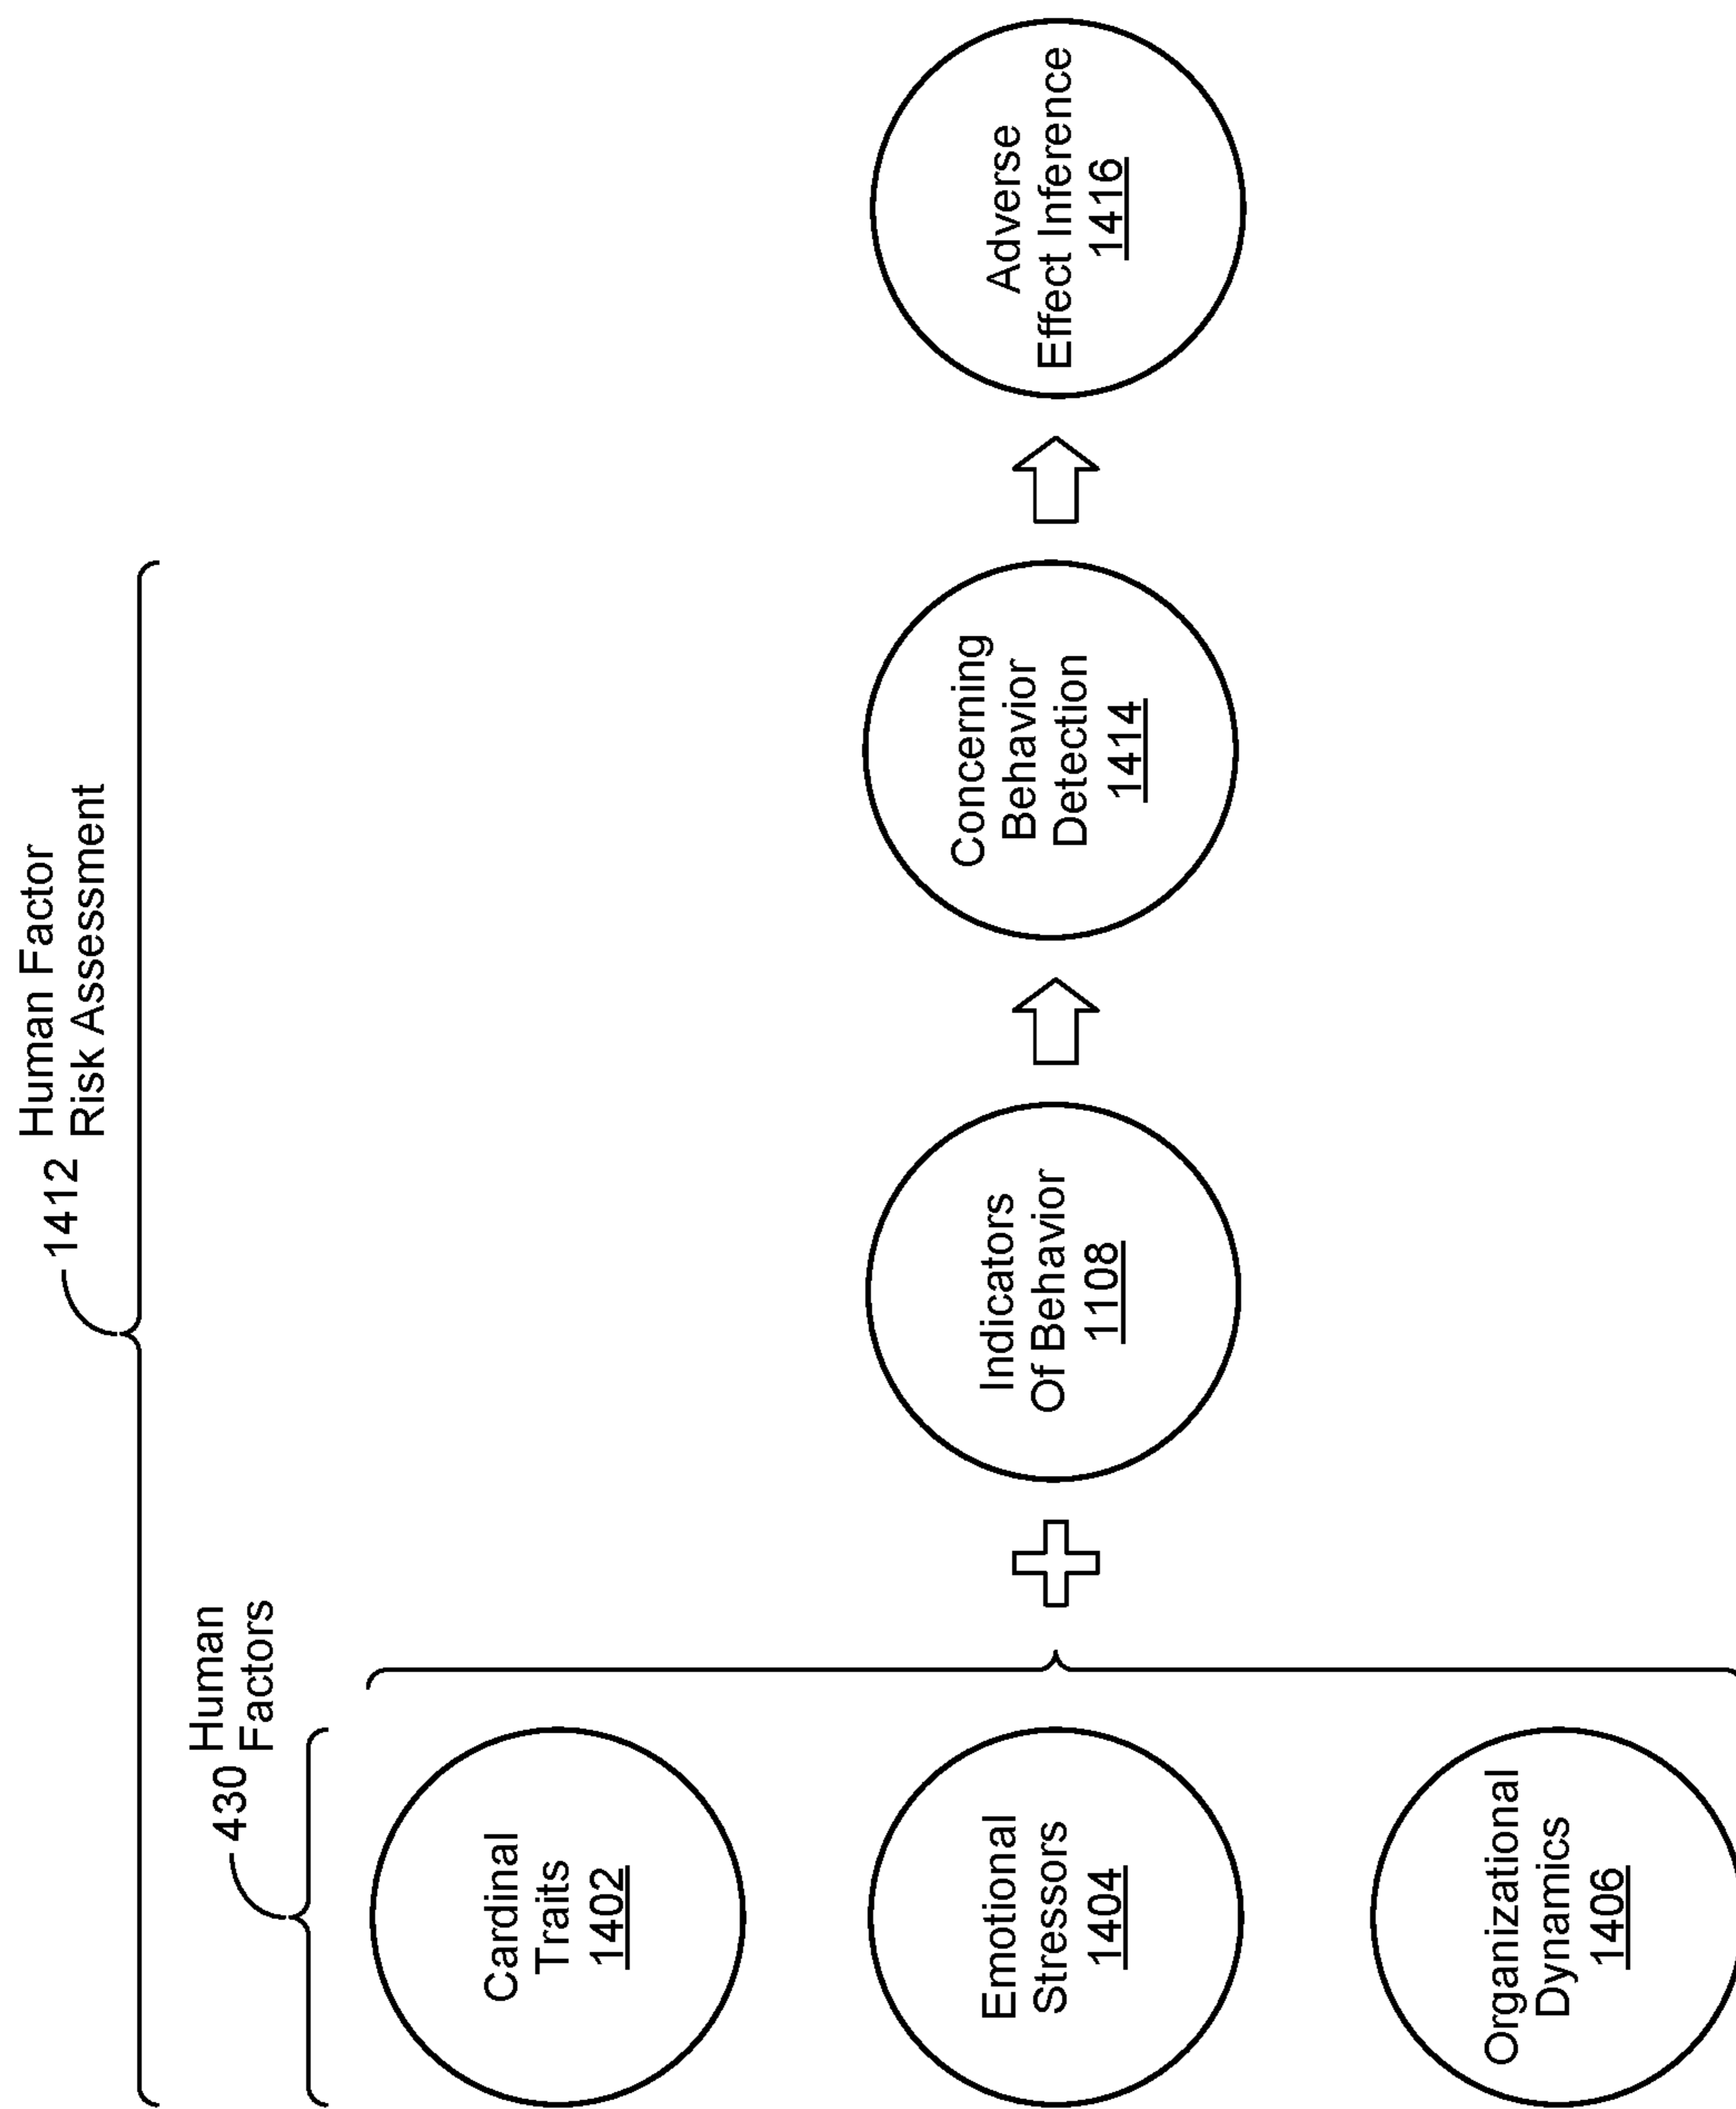 1412 Human Factor
Risk Assessment
430 Human
Factors
Cardinal
Traits
1402
Emotional
Stressors
1404
Organizational
Dynamics
1406
Indicators
Of Behavior
1108
Concerning
Behavior
Detection
1414
Adverse
Effect Inference
1416